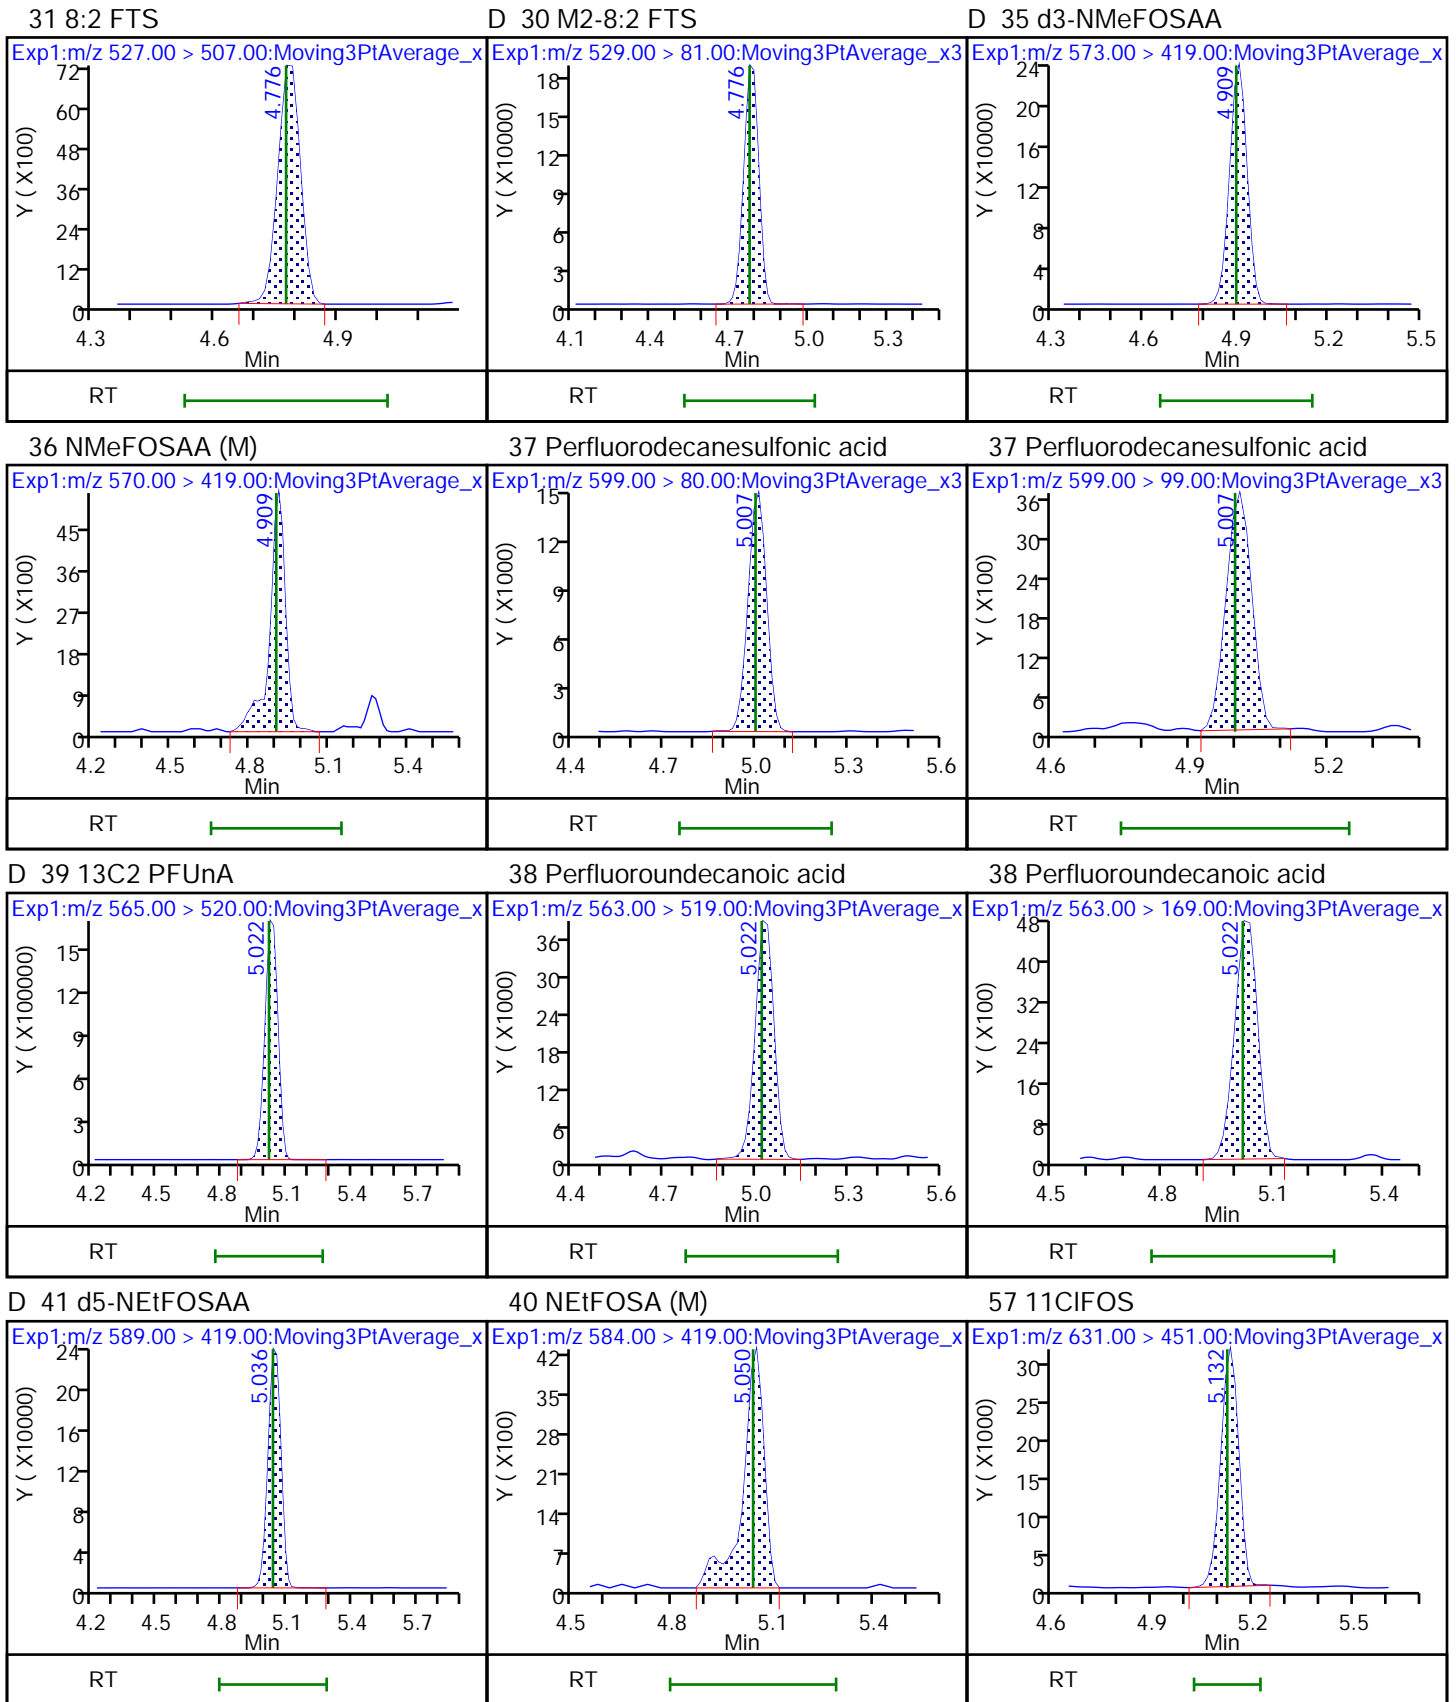 31 8:2 FTS
Exp1:m/z 527.00 > 507.00:Moving3PtAverage_x
4.776
Y ( X100)
72
60
48
36
24
12
0
4.3 4.6 4.9
Min
RT
D 30 M2-8:2 FTS
Exp1:m/z 529.00 > 81.00:Moving3PtAverage_x3
4.776
Y ( X10000)
18
15
12
9
6
3
0
4.1 4.4 4.7 5.0 5.3
Min
RT
D 35 d3-NMeFOSAA
Exp1:m/z 573.00 > 419.00:Moving3PtAverage_x
4.909
Y ( X10000)
24
20
16
12
8
4
0
4.3 4.6 4.9 5.2 5.5
Min
RT
36 NMeFOSAA (M)
Exp1:m/z 570.00 > 419.00:Moving3PtAverage_x
4.909
Y ( X100)
45
36
27
18
9
0
4.2 4.5 4.8 5.1 5.4
Min
RT
37 Perfluorodecanesulfonic acid
Exp1:m/z 599.00 > 80.00:Moving3PtAverage_x3
5.007
Y ( X1000)
15
12
9
6
3
0
4.4 4.7 5.0 5.3 5.6
Min
RT
37 Perfluorodecanesulfonic acid
Exp1:m/z 599.00 > 99.00:Moving3PtAverage_x3
5.007
Y ( X100)
36
30
24
18
12
6
0
4.6 4.9 5.2
Min
RT
D 39 13C2 PFUnA
Exp1:m/z 565.00 > 520.00:Moving3PtAverage_x
5.022
Y ( X100000)
15
12
9
6
3
0
4.2 4.5 4.8 5.1 5.4 5.7
Min
RT
38 Perfluoroundecanoic acid
Exp1:m/z 563.00 > 519.00:Moving3PtAverage_x
5.022
Y ( X1000)
36
30
24
18
12
6
0
4.4 4.7 5.0 5.3 5.6
Min
RT
38 Perfluoroundecanoic acid
Exp1:m/z 563.00 > 169.00:Moving3PtAverage_x
5.022
Y ( X100)
48
40
32
24
16
8
0
4.5 4.8 5.1 5.4
Min
RT
D 41 d5-NEtFOSAA
Exp1:m/z 589.00 > 419.00:Moving3PtAverage_x
5.036
Y ( X10000)
24
20
16
12
8
4
0
4.2 4.5 4.8 5.1 5.4 5.7
Min
RT
40 NEtFOSA (M)
Exp1:m/z 584.00 > 419.00:Moving3PtAverage_x
5.050
Y ( X100)
42
35
28
21
14
7
0
4.5 4.8 5.1 5.4
Min
RT
57 11ClFOS
Exp1:m/z 631.00 > 451.00:Moving3PtAverage_x
5.132
Y ( X1000)
30
25
20
15
10
5
0
4.6 4.9 5.2 5.5
Min
RT